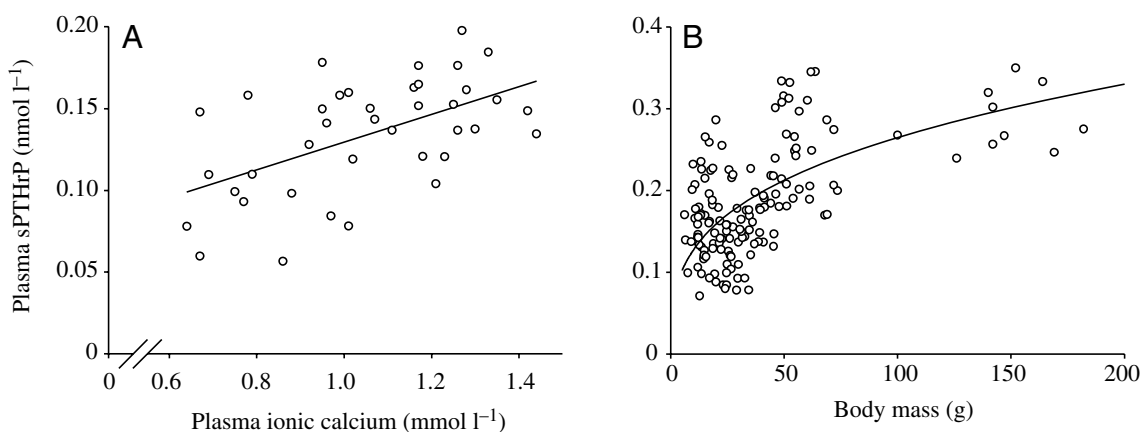 A
B
Plasma sPTHrP (nmol l⁻¹)
0.20
0.15
0.10
0.05
0
0 0.6 0.8 1.0 1.2 1.4
Plasma ionic calcium (mmol l⁻¹)
0.4
0.3
0.2
0.1
0
0 50 100 150 200
Body mass (g)